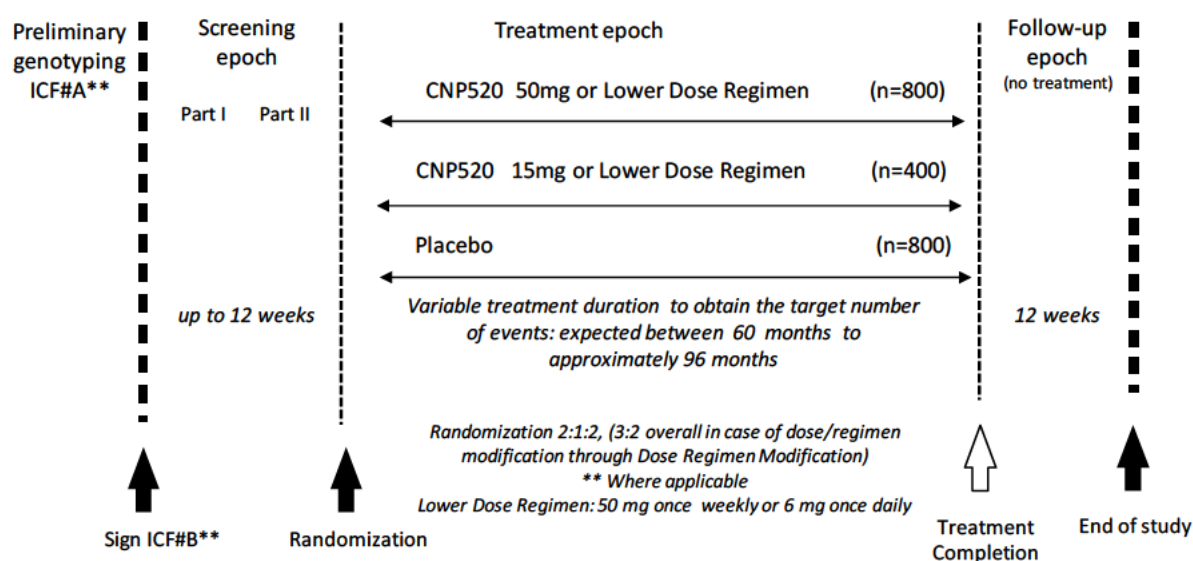 Preliminary
genotyping
ICF#A**
Screening
epoch
Part I Part II
up to 12 weeks
Treatment epoch
CNP520 50mg or Lower Dose Regimen (n=800)
CNP520 15mg or Lower Dose Regimen (n=400)
Placebo (n=800)
Variable treatment duration to obtain the target number
of events: expected between 60 months to
approximately 96 months
Randomization 2:1:2, (3:2 overall in case of dose/regimen
modification through Dose Regimen Modification)
** Where applicable
Lower Dose Regimen: 50 mg once weekly or 6 mg once daily
Follow-up
epoch
(no treatment)
12 weeks
Sign ICF#B**
Randomization
Treatment
Completion
End of study